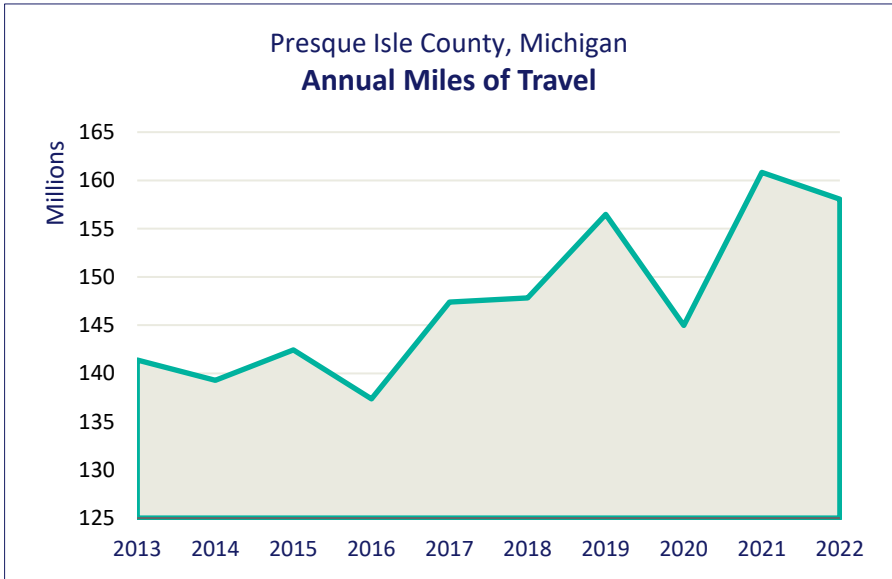 Presque Isle County, Michigan
Annual Miles of Travel
Millions
165
160
155
150
145
140
135
130
125
2013 2014 2015 2016 2017 2018 2019 2020 2021 2022